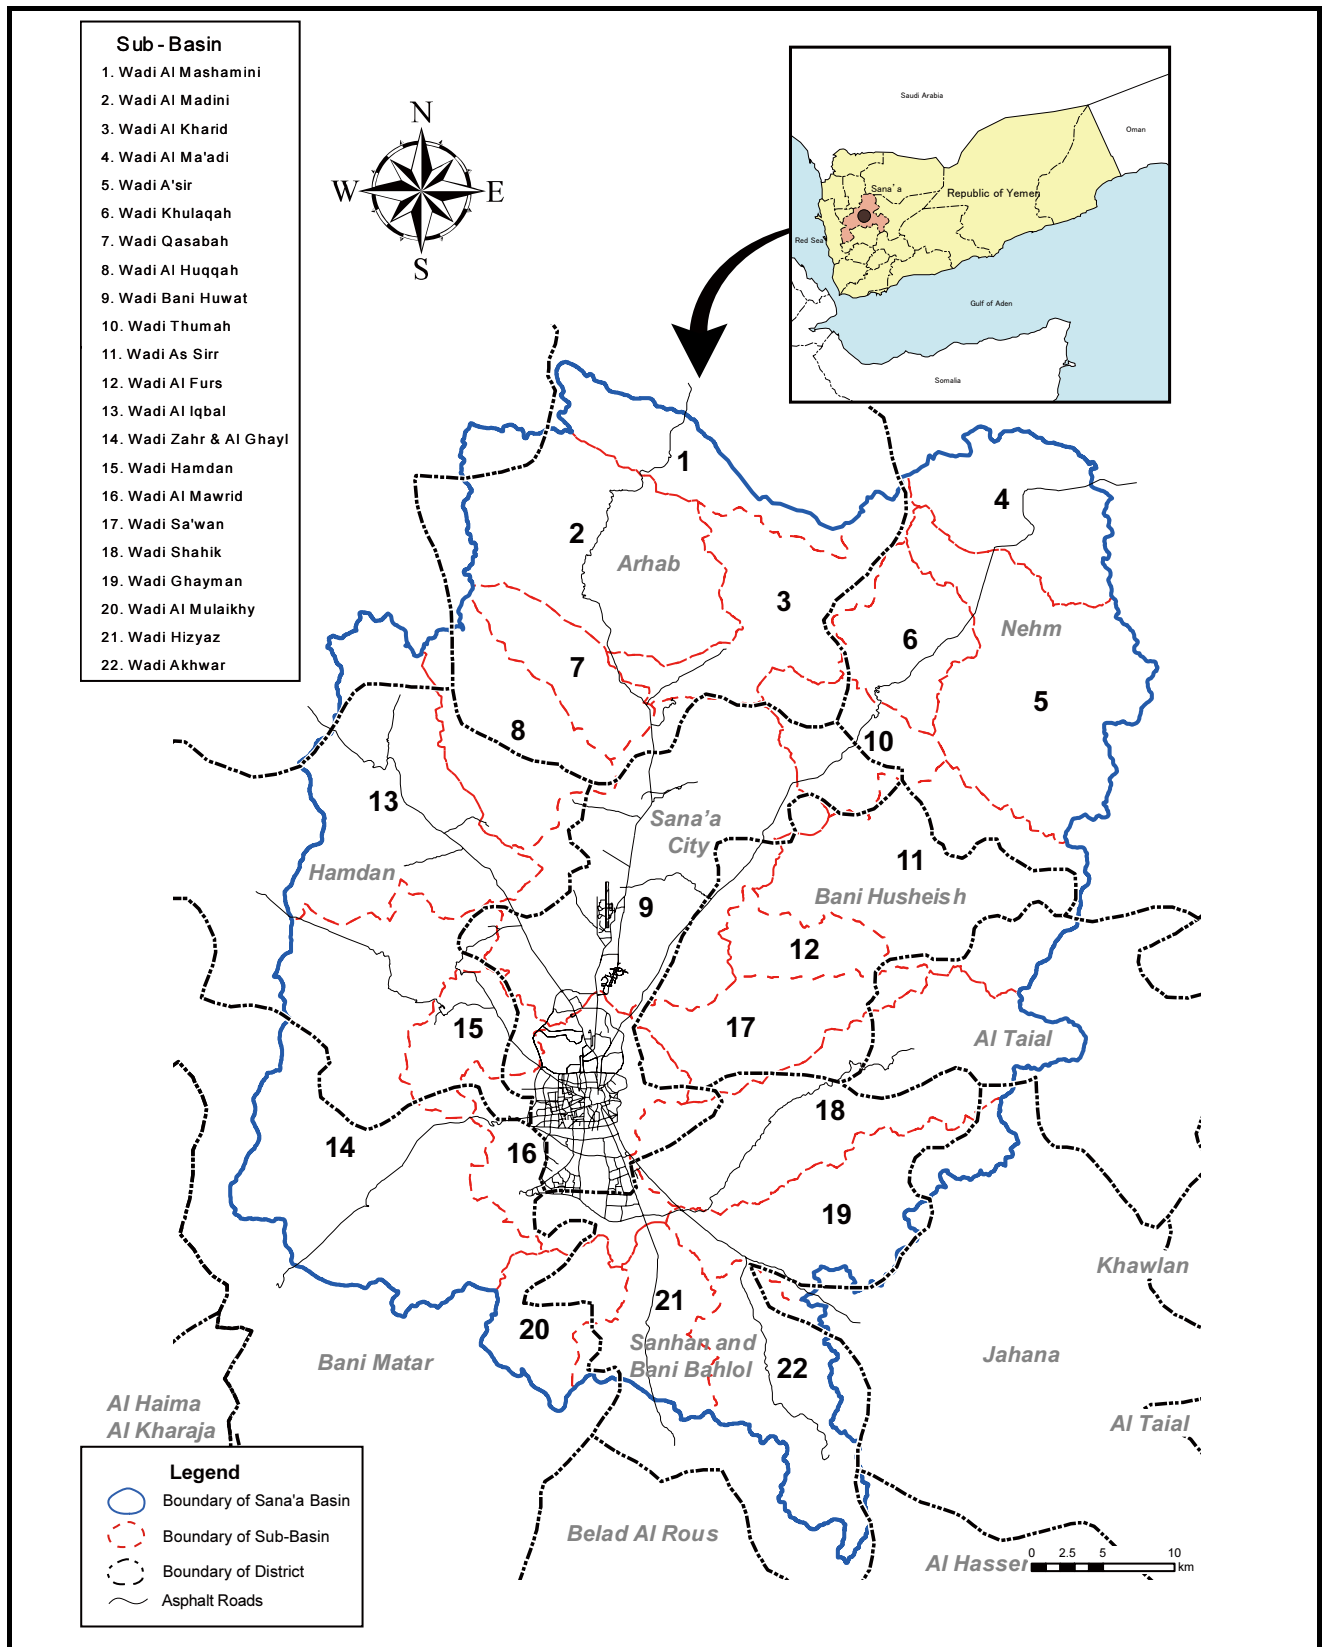 Sub-Basin
1. Wadi Al Mashamini
2. Wadi Al Madini
3. Wadi Al Kharid
4. Wadi Al Ma'adi
5. Wadi A'sir
6. Wadi Khulaqah
7. Wadi Qasabah
8. Wadi Al Huqqah
9. Wadi Bani Huwat
10. Wadi Thumah
11. Wadi As Sirr
12. Wadi Al Furs
13. Wadi Al Iqbal
14. Wadi Zahr & Al Ghayl
15. Wadi Hamdan
16. Wadi Al Mawrid
17. Wadi Sa'wan
18. Wadi Shahik
19. Wadi Ghayman
20. Wadi Al Mulaikhy
21. Wadi Hizyaz
22. Wadi Akhwar
N
W
E
S
Saudi Arabia
Oman
Sana'a
Republic of Yemen
Red Sea
Gulf of Aden
Somalia
1
4
2
Arhab
3
6
Nehm
7
5
8
10
13
Sana'a
City
11
Hamdan
Bani Husheish
9
12
15
17
Al Taial
18
14
16
19
Khawlan
21
20
Sanhan and
Bani Bahlol
Bani Matar
22
Jahana
Al Haima
Al Kharaja
Al Taial
Belad Al Rous
Al Hasser
0 2.5 5 10
km
Legend
Boundary of Sana'a Basin
Boundary of Sub-Basin
Boundary of District
Asphalt Roads